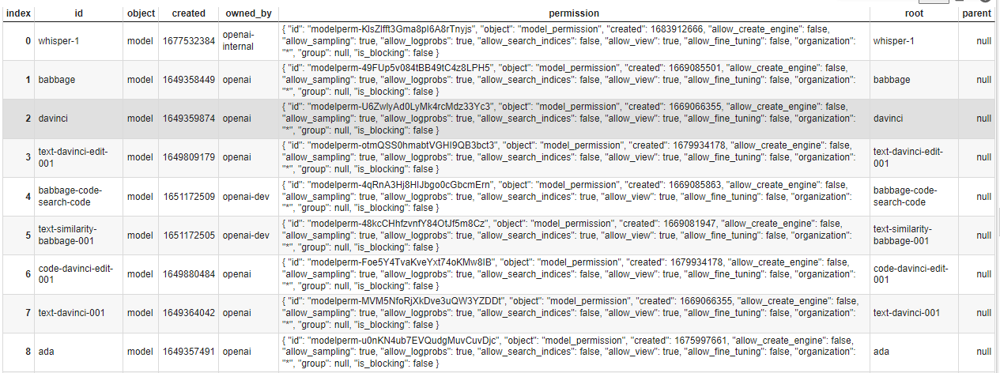 index id object created owned_by permission root parent
0 whisper-1 model 1677532384 openai-internal { "id": "modelperm-KlsZlfft3Gma8pI6A8rTnyjs", "object": "model_permission", "created": 1683912666, "allow_create_engine": false,
"allow_sampling": true, "allow_logprobs": true, "allow_search_indices": false, "allow_view": true, "allow_fine_tuning": false, "organization":
"*", "group": null, "is_blocking": false } whisper-1 null
1 babbage model 1649358449 openai { "id": "modelperm-49FUp5v084tBB49tC4z8LPH5", "object": "model_permission", "created": 1669085501, "allow_create_engine": false,
"allow_sampling": true, "allow_logprobs": true, "allow_search_indices": false, "allow_view": true, "allow_fine_tuning": false, "organization":
"*", "group": null, "is_blocking": false } babbage null
2 davinci model 1649359874 openai { "id": "modelperm-U6ZwlyAd0LyMk4rcMdz33Yc3", "object": "model_permission", "created": 1669066355, "allow_create_engine": false,
"allow_sampling": true, "allow_logprobs": true, "allow_search_indices": false, "allow_view": true, "allow_fine_tuning": false, "organization":
"*", "group": null, "is_blocking": false } davinci null
3 text-davinci-edit-001 model 1649809179 openai { "id": "modelperm-otmQSS0hmabtVGHI9QB3bct3", "object": "model_permission", "created": 1679934178, "allow_create_engine": false,
"allow_sampling": true, "allow_logprobs": true, "allow_search_indices": false, "allow_view": true, "allow_fine_tuning": false, "organization":
"*", "group": null, "is_blocking": false } text-davinci-edit-001 null
4 babbage-code-search-code model 1651172509 openai-dev { "id": "modelperm-4qRnA3Hj8HIJbgo0cGbcmErn", "object": "model_permission", "created": 1669085863, "allow_create_engine": false,
"allow_sampling": true, "allow_logprobs": true, "allow_search_indices": true, "allow_view": true, "allow_fine_tuning": false, "organization":
"*", "group": null, "is_blocking": false } babbage-code-search-code null
5 text-similarity-babbage-001 model 1651172505 openai-dev { "id": "modelperm-48kcCHhfzvnfY84OtJf5m8Cz", "object": "model_permission", "created": 1669081947, "allow_create_engine": false,
"allow_sampling": true, "allow_logprobs": true, "allow_search_indices": true, "allow_view": true, "allow_fine_tuning": false, "organization":
"*", "group": null, "is_blocking": false } text-similarity-babbage-001 null
6 code-davinci-edit-001 model 1649880484 openai { "id": "modelperm-Foe5Y4TvaKveYxt74oKMw8IB", "object": "model_permission", "created": 1679934178, "allow_create_engine": false,
"allow_sampling": true, "allow_logprobs": true, "allow_search_indices": false, "allow_view": true, "allow_fine_tuning": false, "organization":
"*", "group": null, "is_blocking": false } code-davinci-edit-001 null
7 text-davinci-001 model 1649364042 openai { "id": "modelperm-MVM5NfoRjXkDve3uQW3YZDDt", "object": "model_permission", "created": 1669066355, "allow_create_engine": false,
"allow_sampling": true, "allow_logprobs": true, "allow_search_indices": false, "allow_view": true, "allow_fine_tuning": false, "organization":
"*", "group": null, "is_blocking": false } text-davinci-001 null
8 ada model 1649357491 openai { "id": "modelperm-u0nKN4ub7EVQudgMuvCuvDjc", "object": "model_permission", "created": 1675997661, "allow_create_engine": false,
"allow_sampling": true, "allow_logprobs": true, "allow_search_indices": false, "allow_view": true, "allow_fine_tuning": false, "organization":
"*", "group": null, "is_blocking": false } ada null